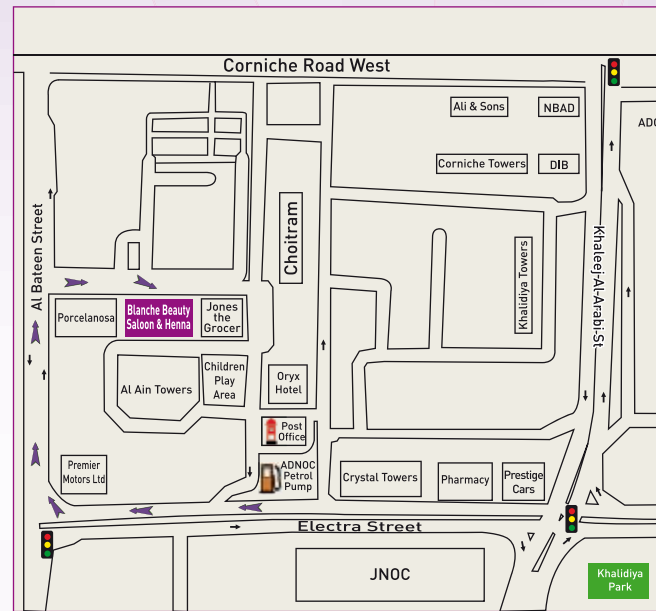 Corniche Road West
Ali & Sons
NBAD
Corniche Towers
DIB
Al Bateen Street
Choitram
Khalidiya Towers
Khaleej-Al-Arabi-St
Porcelanosa
Blanche Beauty
Saloon & Henna
Jones
the
Grocer
Al Ain Towers
Children
Play
Area
Oryx
Hotel
Post
Office
Premier
Motors Ltd
ADNOC
Petrol
Pump
Crystal Towers
Pharmacy
Prestige
Cars
Electra Street
JNOC
Khalidiya
Park